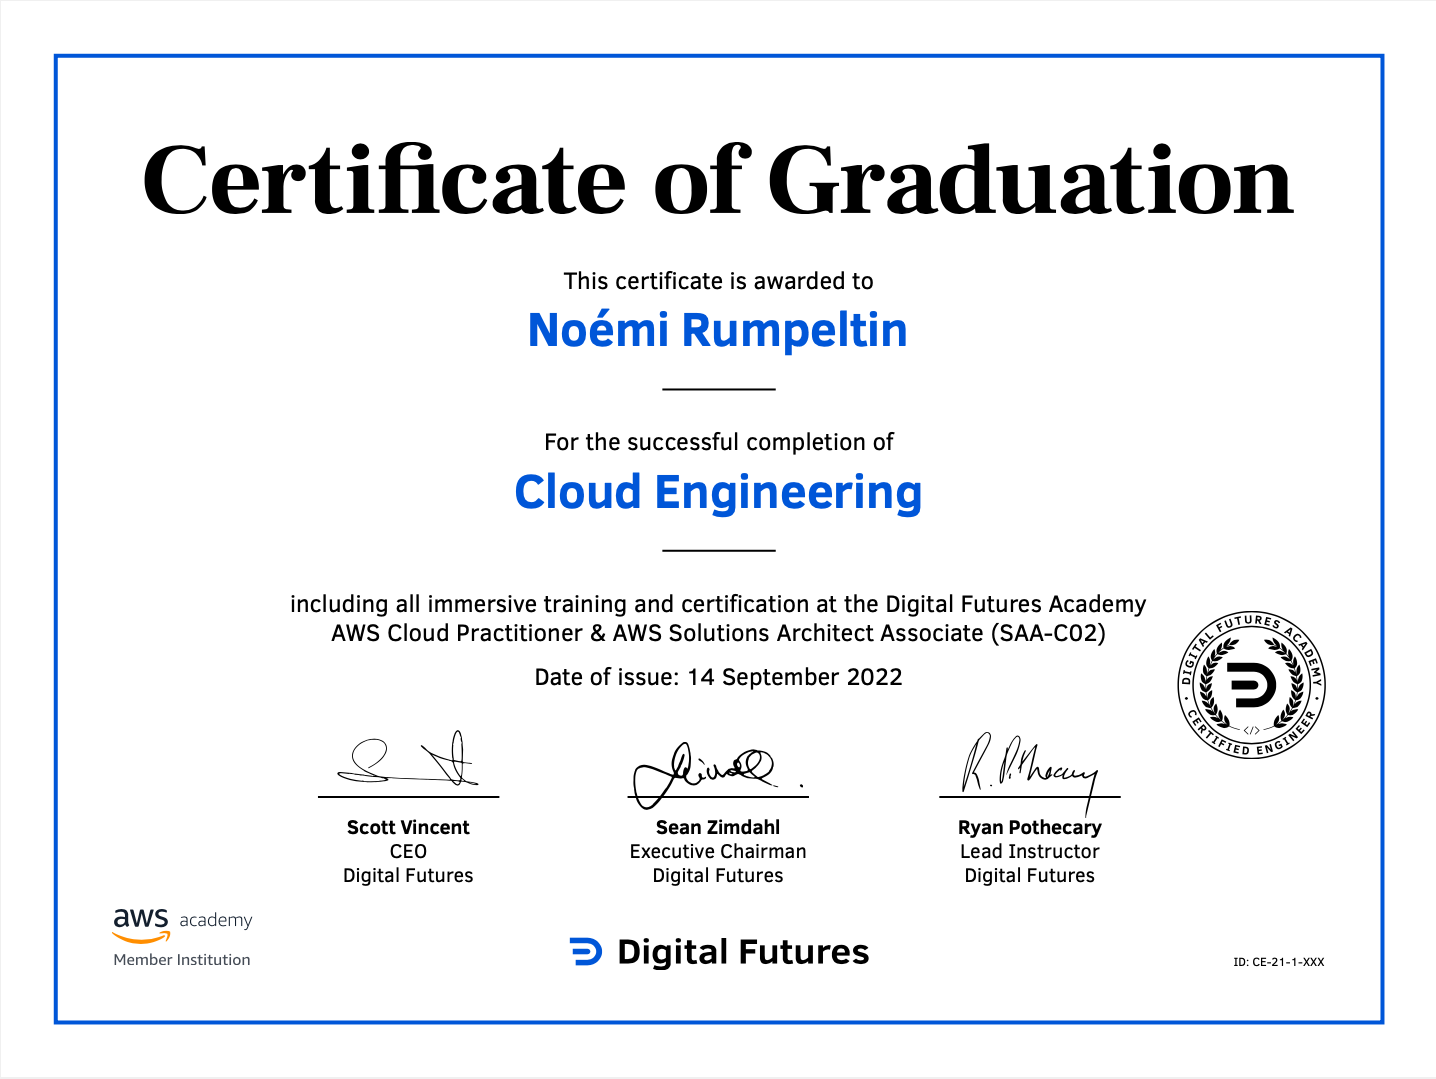 Certificate of Graduation
This certificate is awarded to
Noémi Rumpeltin
For the successful completion of
Cloud Engineering
including all immersive training and certification at the Digital Futures Academy
AWS Cloud Practitioner & AWS Solutions Architect Associate (SAA-C02)
Date of issue: 14 September 2022
· DIGITAL FUTURES ACADEMY ·
CERTIFIED ENGINEER
</>
R. Pothecary
Scott Vincent
CEO
Digital Futures
Sean Zimdahl
Executive Chairman
Digital Futures
Ryan Pothecary
Lead Instructor
Digital Futures
aws academy
Member Institution
Digital Futures
ID: CE-21-1-XXX